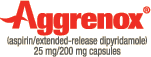 Aggrenox®
(aspirin/extended-release dipyridamole)
25 mg/200 mg capsules